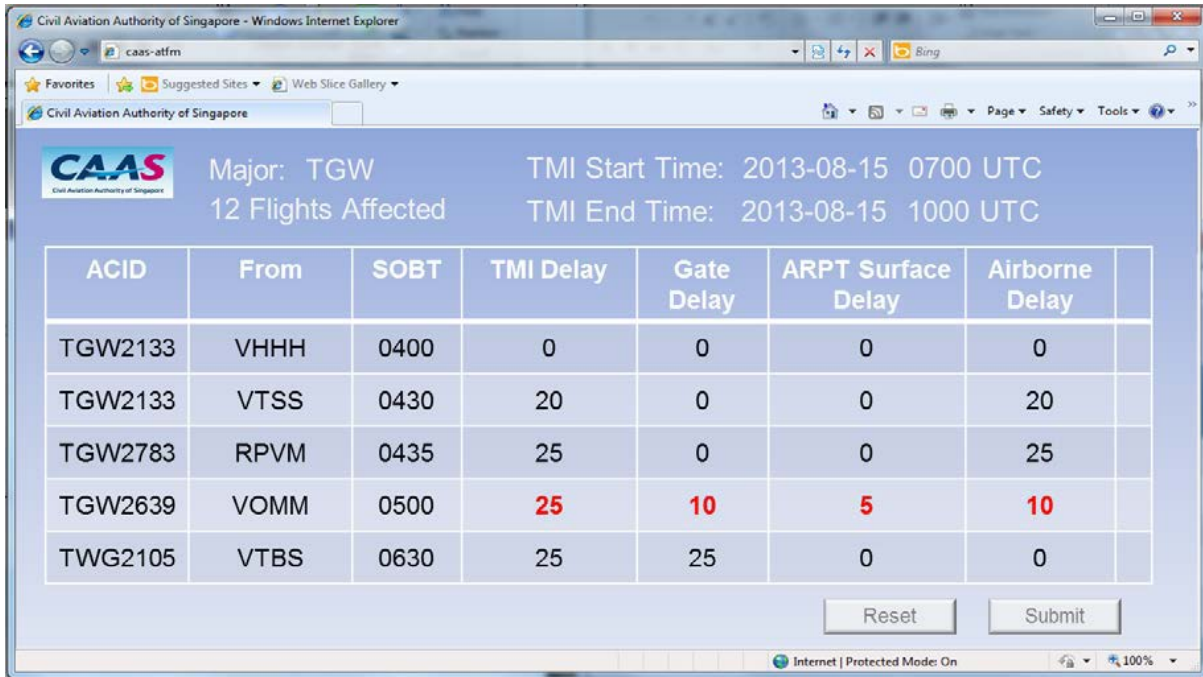 Civil Aviation Authority of Singapore - Windows Internet Explorer
caas-atfm
Bing
Favorites Suggested Sites Web Slice Gallery
Civil Aviation Authority of Singapore
Page Safety Tools
CAAS
Civil Aviation Authority of Singapore
Major: TGW TMI Start Time: 2013-08-15 0700 UTC
12 Flights Affected TMI End Time: 2013-08-15 1000 UTC
ACID From SOBT TMI Delay Gate Delay ARPT Surface Delay Airborne Delay
TGW2133 VHHH 0400 0 0 0 0
TGW2133 VTSS 0430 20 0 0 20
TGW2783 RPVM 0435 25 0 0 25
TGW2639 VOMM 0500 25 10 5 10
TWG2105 VTBS 0630 25 25 0 0
Reset Submit
Internet | Protected Mode: On 100%